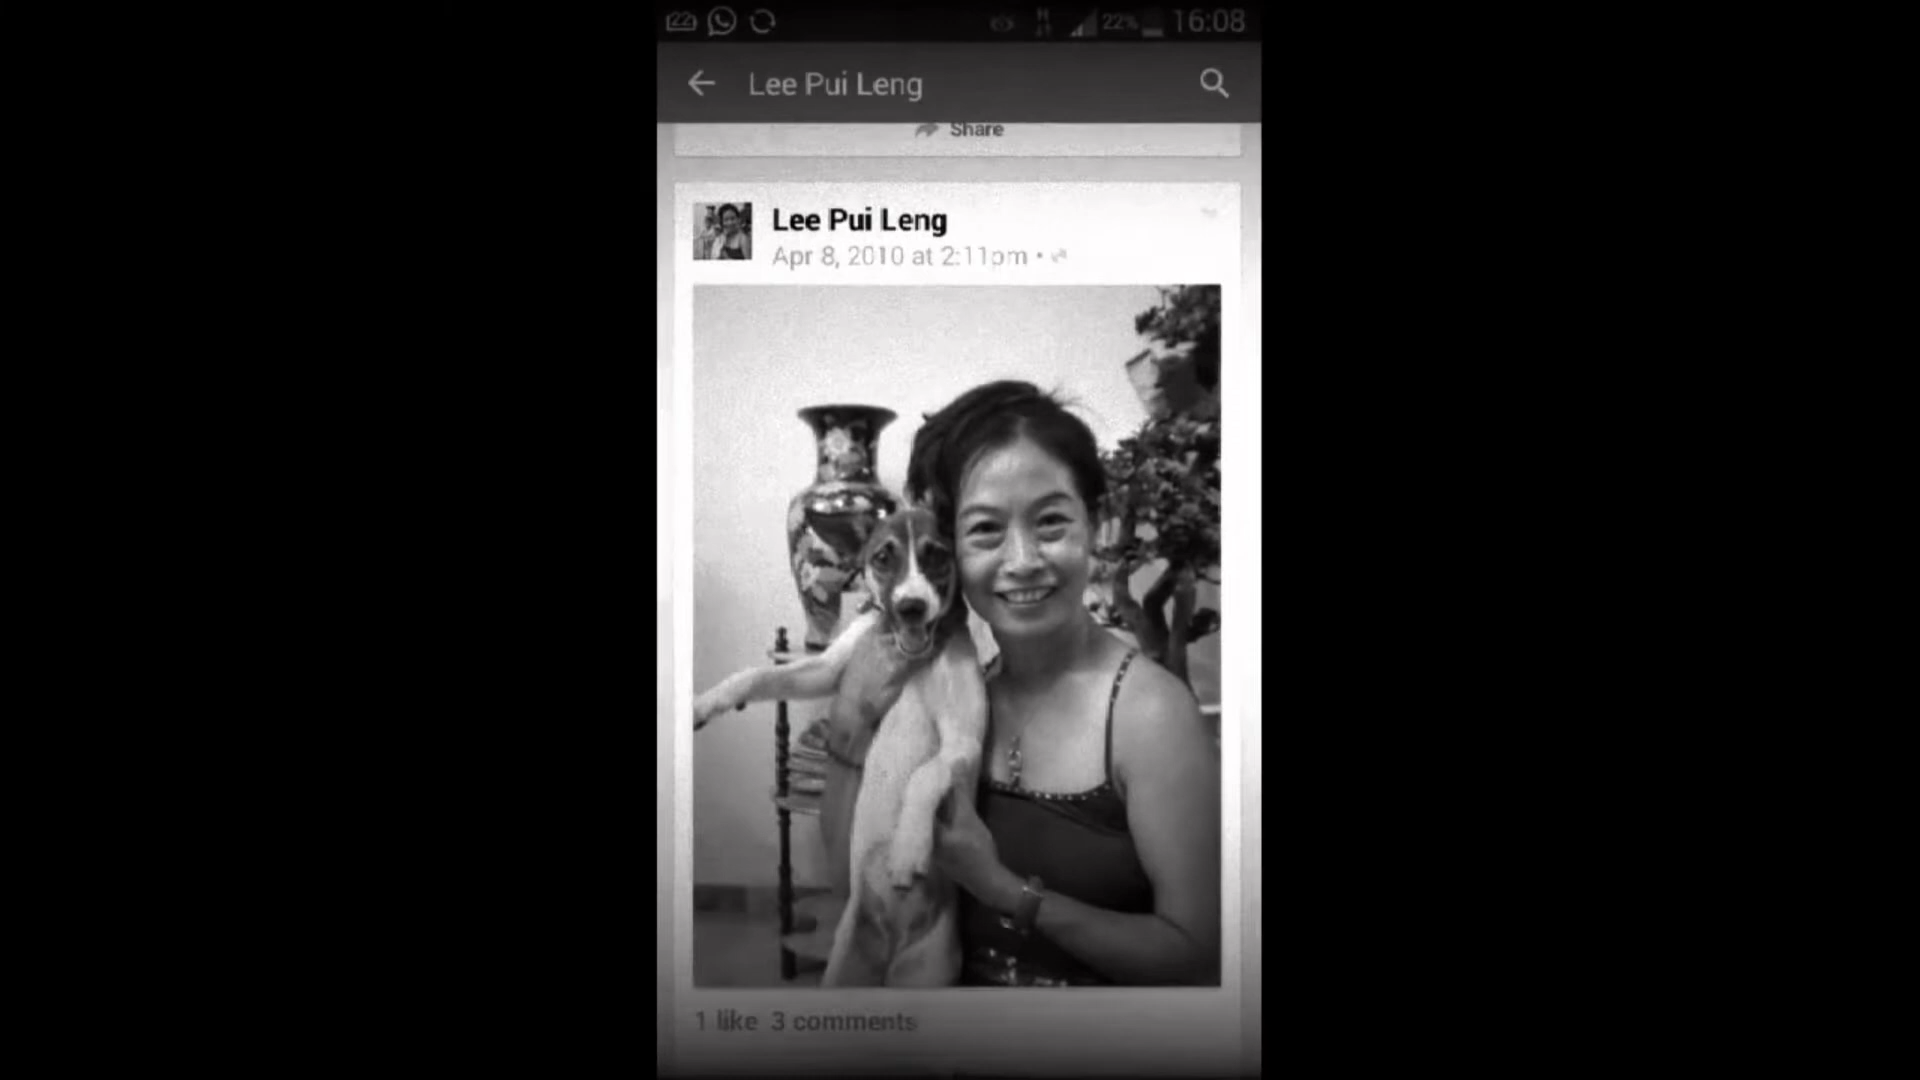 22% 16:08
Lee Pui Leng
Share
Lee Pui Leng
Apr 8, 2010 at 2:11pm •
1 like 3 comments